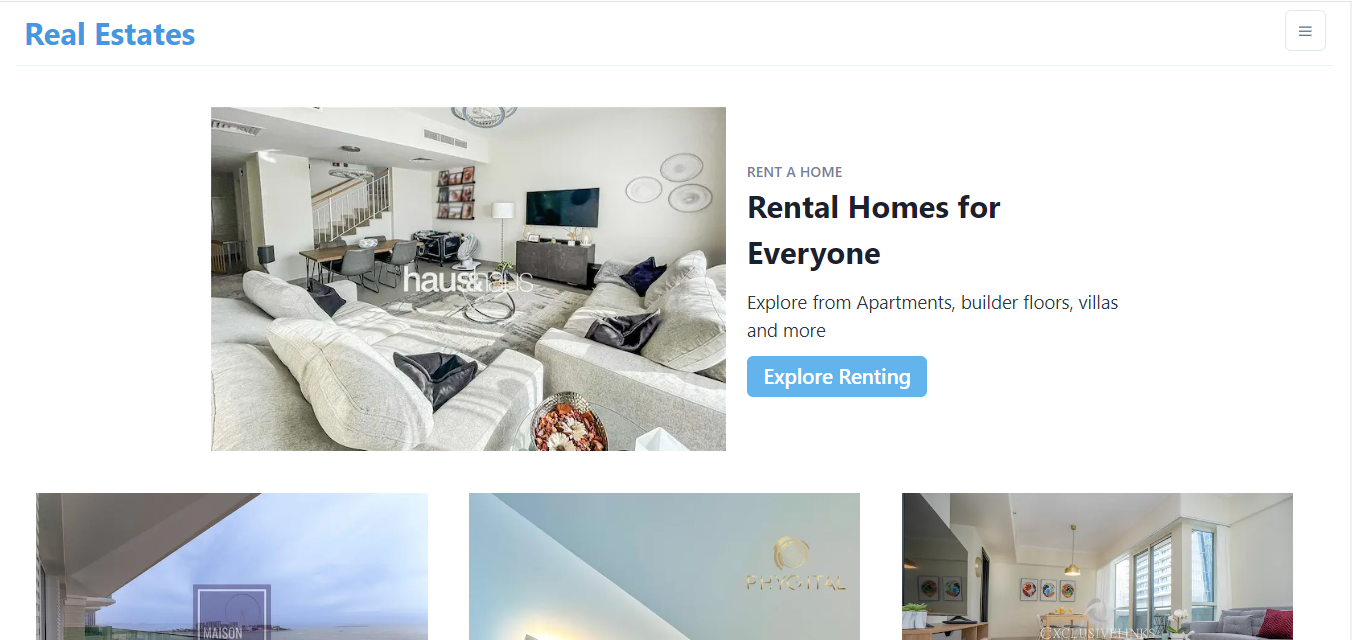 Real Estates
haus&haus
RENT A HOME
Rental Homes for
Everyone
Explore from Apartments, builder floors, villas
and more
Explore Renting
MAISON
PHYGITAL
EXCLUSIVELINKS